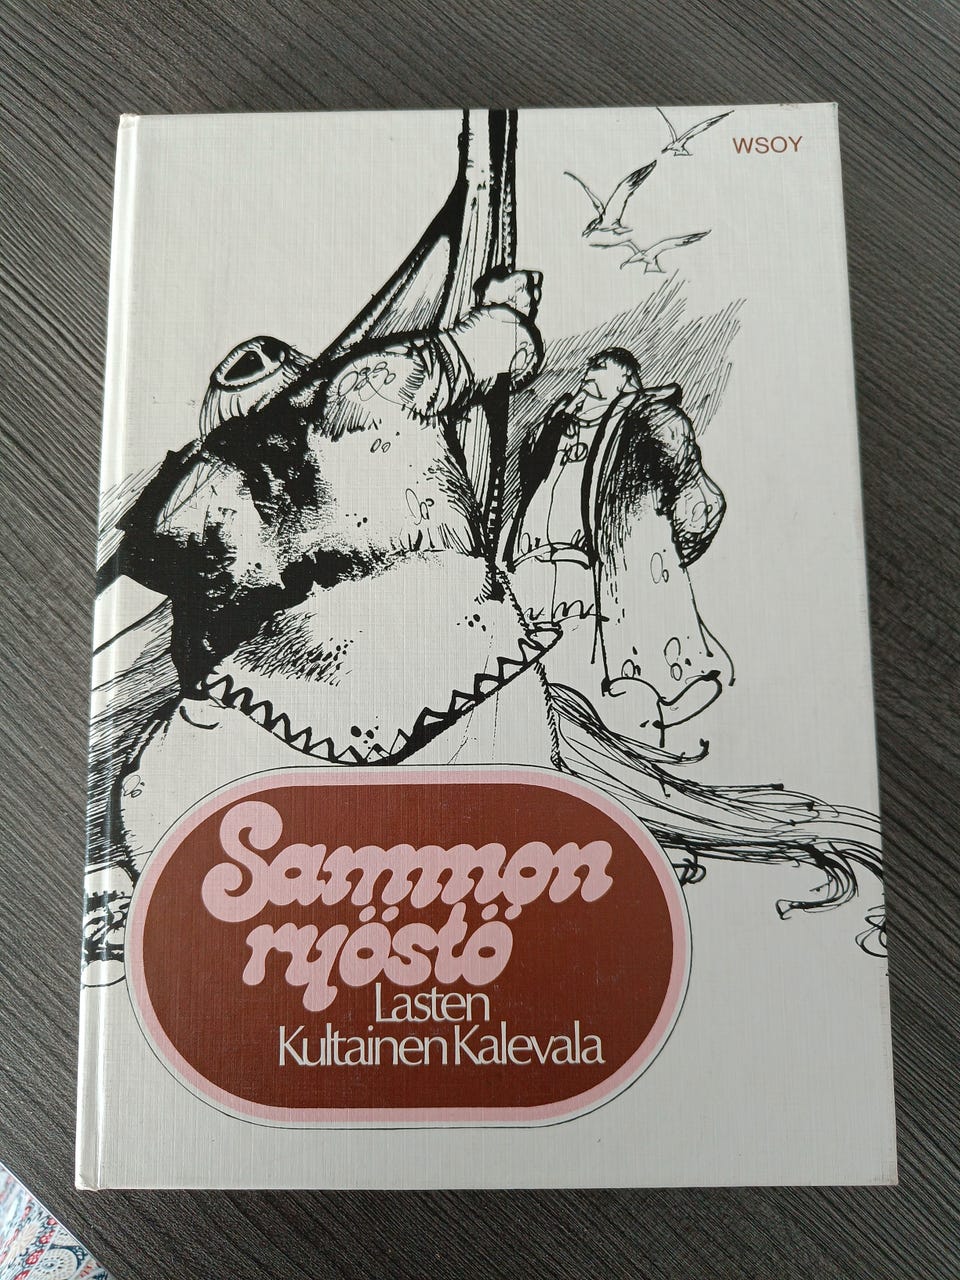 WSOY
Sammon
ryöstö
Lasten
Kultainen Kalevala